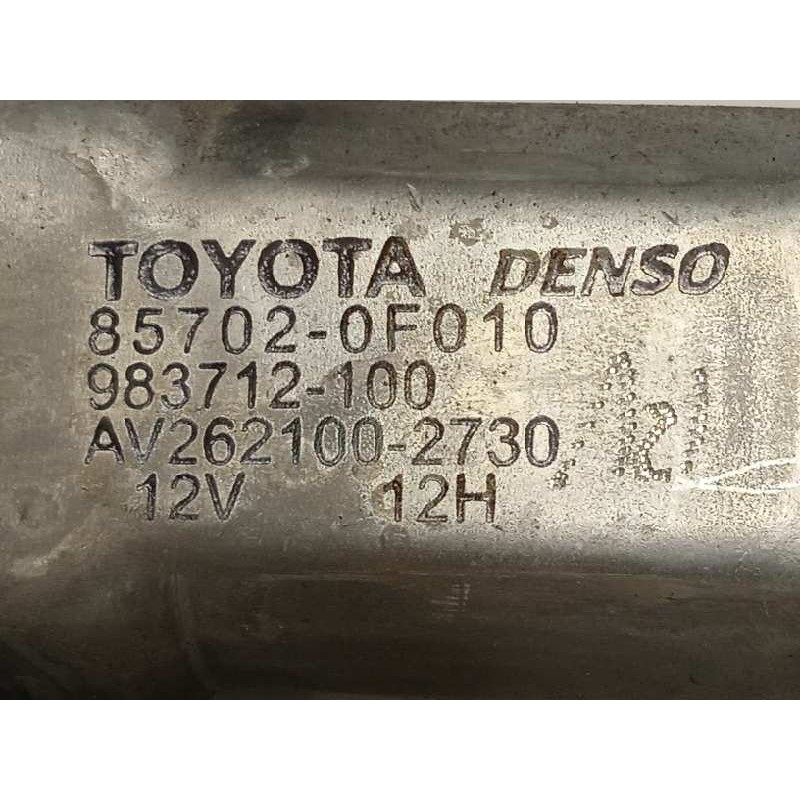 TOYOTA DENSO
85702-0F010
983712-100
AV262100-2730
12V 12H